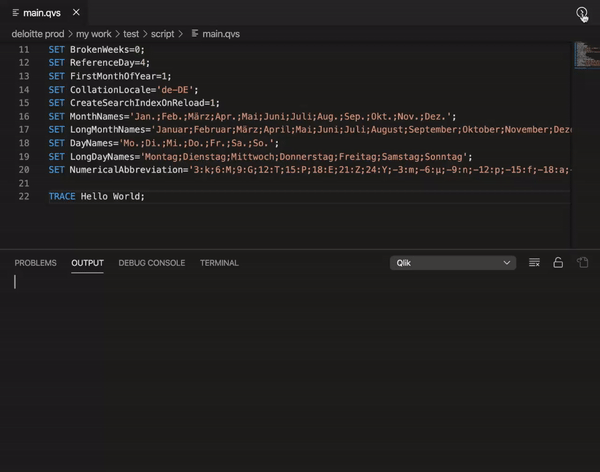 main.qvs
deloitte prod > my work > test > script > main.qvs
11 SET BrokenWeeks=0;
12 SET ReferenceDay=4;
13 SET FirstMonthOfYear=1;
14 SET CollationLocale='de-DE';
15 SET CreateSearchIndexOnReload=1;
16 SET MonthNames='Jan.;Feb.;März;Apr.;Mai;Juni;Juli;Aug.;Sep.;Okt.;Nov.;Dez.';
17 SET LongMonthNames='Januar;Februar;März;April;Mai;Juni;Juli;August;September;Oktober;November;Dez
18 SET DayNames='Mo.;Di.;Mi.;Do.;Fr.;Sa.;So.';
19 SET LongDayNames='Montag;Dienstag;Mittwoch;Donnerstag;Freitag;Samstag;Sonntag';
20 SET NumericalAbbreviation='3:k;6:M;9:G;12:T;15:P;18:E;21:Z;24:Y;-3:m;-6:μ;-9:n;-12:p;-15:f;-18:a;-
21
22 TRACE Hello World;
PROBLEMS OUTPUT DEBUG CONSOLE TERMINAL Qlik